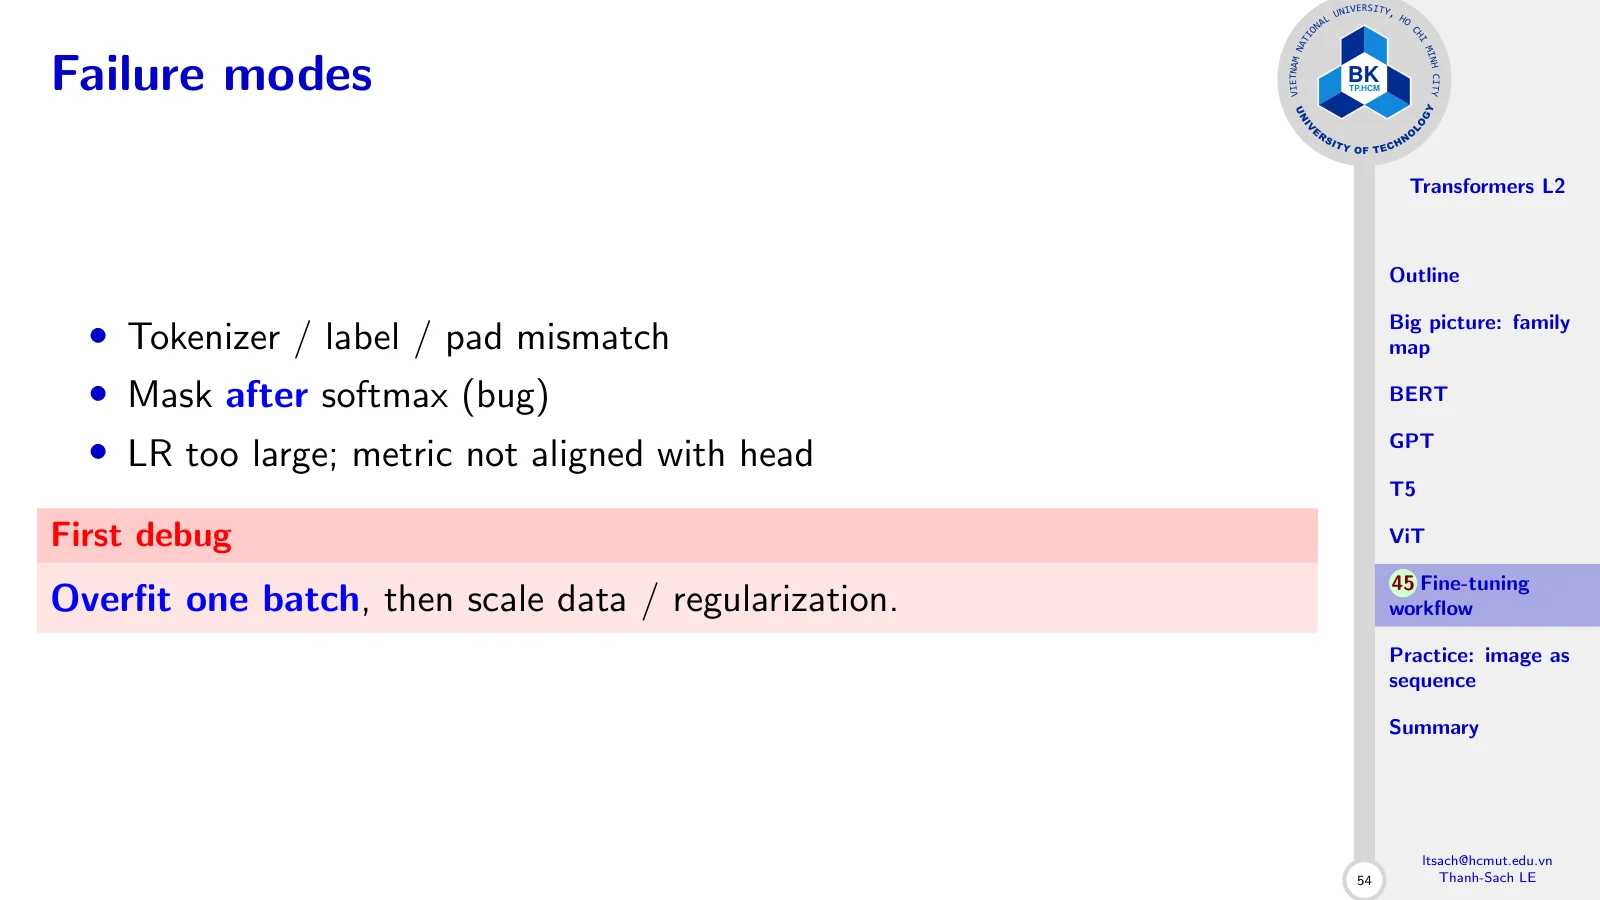 Failure modes
• Tokenizer / label / pad mismatch
• Mask after softmax (bug)
• LR too large; metric not aligned with head
First debug
Overfit one batch, then scale data / regularization.
VIETNAM NATIONAL UNIVERSITY, HO CHI MINH CITY
BK
TP.HCM
UNIVERSITY OF TECHNOLOGY
Transformers L2
Outline
Big picture: family
map
BERT
GPT
T5
ViT
45 Fine-tuning
workflow
Practice: image as
sequence
Summary
ltsach@hcmut.edu.vn
Thanh-Sach LE
54